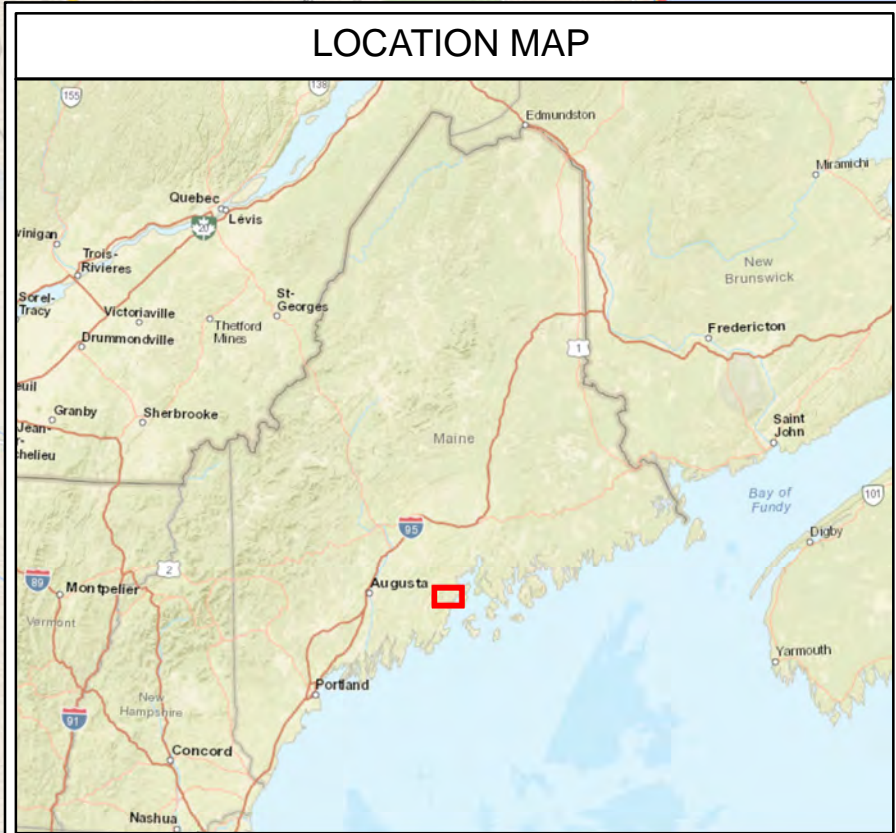 LOCATION MAP
155
138
Edmundston
Miramichi
Quebec
Lévis
20
vinigan
Trois-
Rivieres
New
Brunswick
Sorel-
Tracy
Victoriaville
St-
Georges
Thetford
Mines
Drummondville
Fredericton
1
euil
Granby
Sherbrooke
Jean-
r-
chelieu
Maine
Saint
John
Bay of
Fundy
101
95
Digby
2
89
Montpelier
Augusta
Vermont
Yarmouth
Portland
New
Hampshire
91
Concord
Nashua